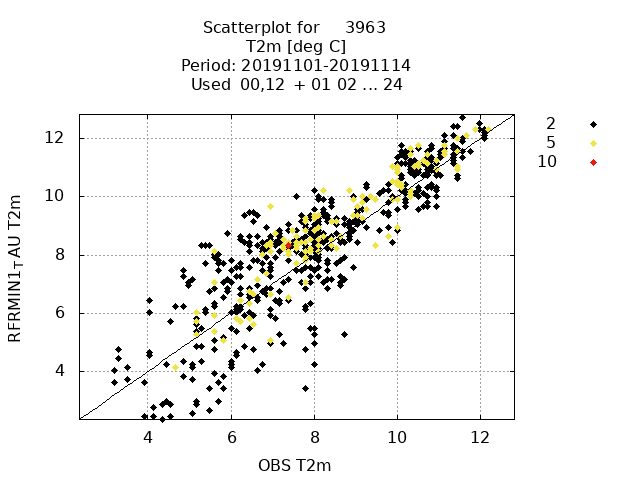 Scatterplot for 3963
T2m [deg C]
Period: 20191101-20191114
Used 00,12 + 01 02 ... 24
2
5
10
12
10
8
6
4
RFRMIN1_T AU T2m
4 6 8 10 12
OBS T2m